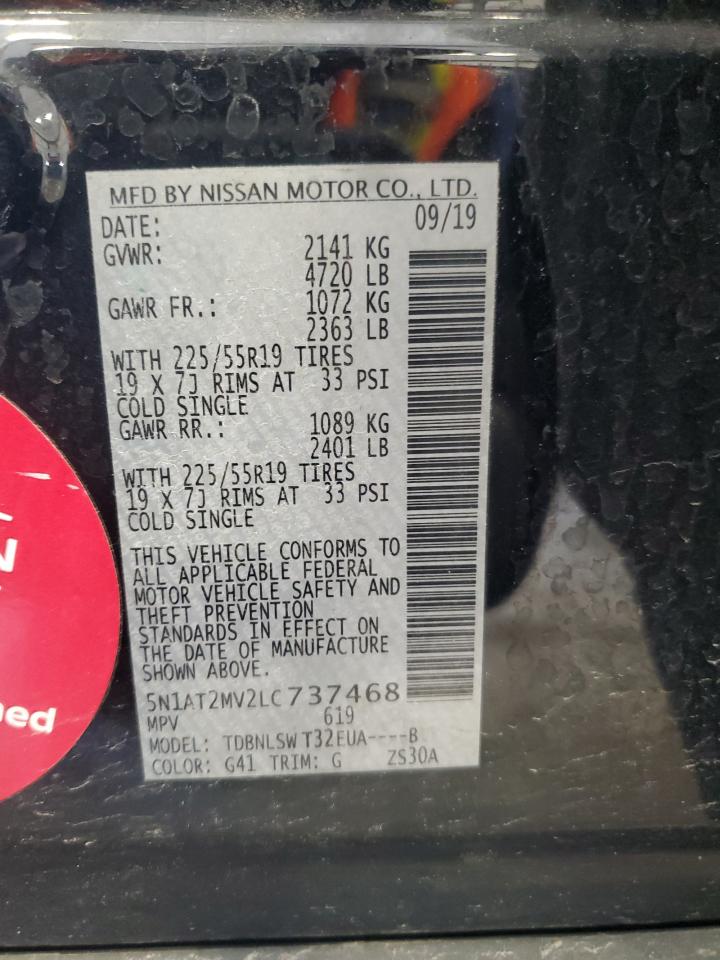 MFD BY NISSAN MOTOR CO., LTD.
DATE: 09/19
GVWR: 2141 KG
4720 LB
GAWR FR.: 1072 KG
2363 LB
WITH 225/55R19 TIRES
19 X 7J RIMS AT 33 PSI
COLD SINGLE
GAWR RR.: 1089 KG
2401 LB
WITH 225/55R19 TIRES
19 X 7J RIMS AT 33 PSI
COLD SINGLE
THIS VEHICLE CONFORMS TO
ALL APPLICABLE FEDERAL
MOTOR VEHICLE SAFETY AND
THEFT PREVENTION
STANDARDS IN EFFECT ON
THE DATE OF MANUFACTURE
SHOWN ABOVE.
5N1AT2MV2LC737468
MPV 619
MODEL: TDBNLSW T32EUA----B
COLOR: G41 TRIM: G ZS30A